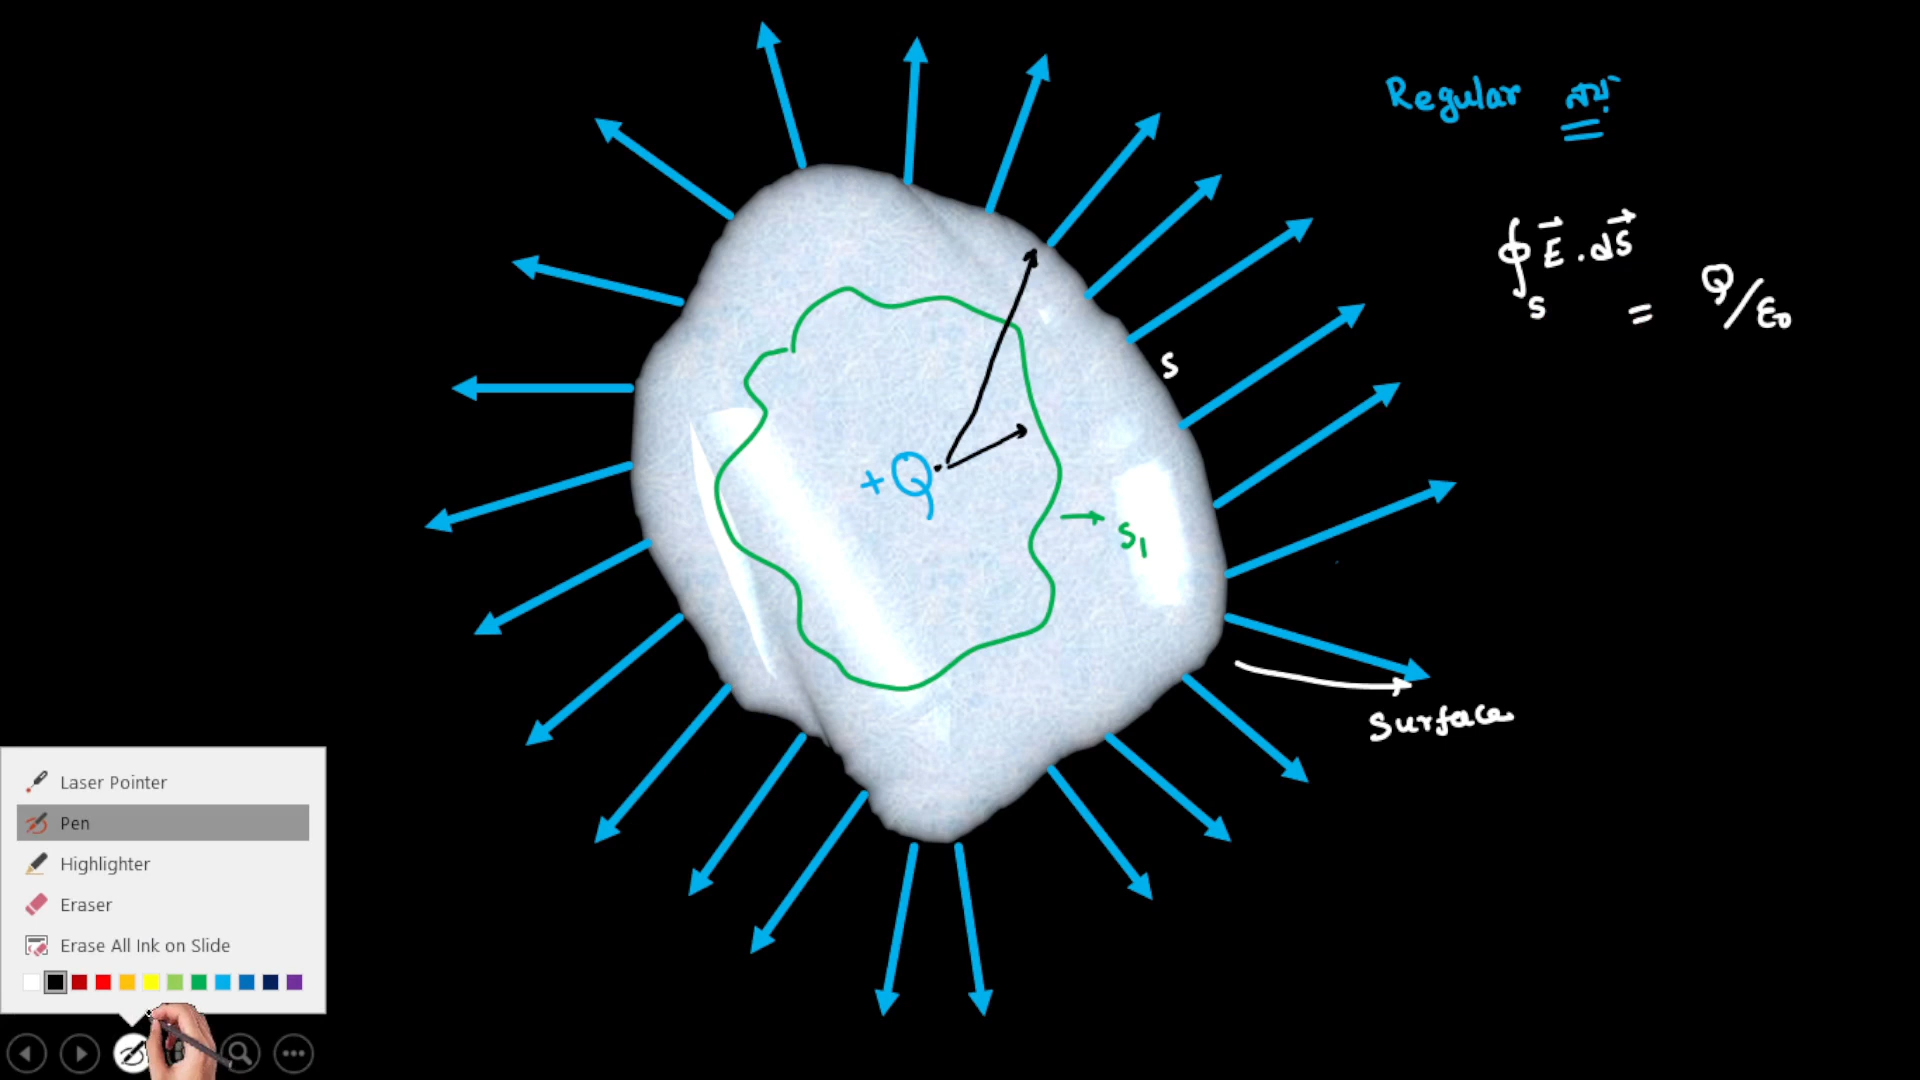 Regular
∮ₛ E⃗ . dS⃗ = Q/ε₀
S
+Q
S₁
Surface
Laser Pointer
Pen
Highlighter
Eraser
Erase All Ink on Slide